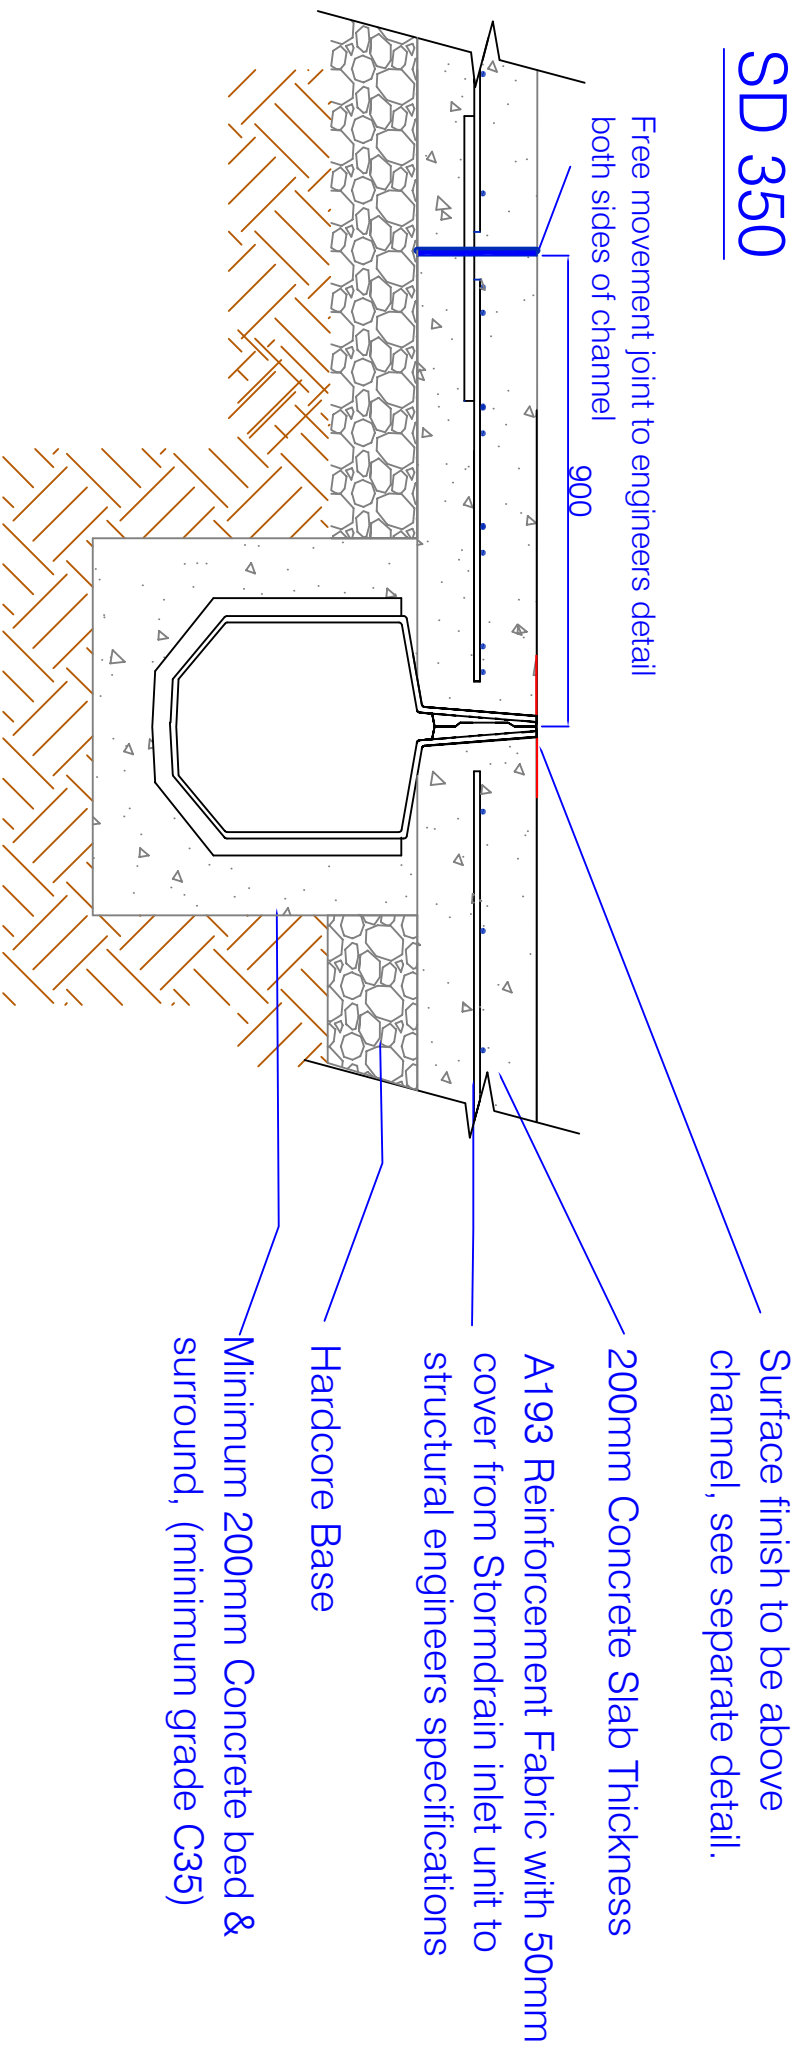 SD 350
Free movement joint to engineers detail
both sides of channel
900
Surface finish to be above
channel, see separate detail.
200mm Concrete Slab Thickness
A193 Reinforcement Fabric with 50mm
cover from Stormdrain inlet unit to
structural engineers specifications
Hardcore Base
Minimum 200mm Concrete bed &
surround, (minimum grade C35)